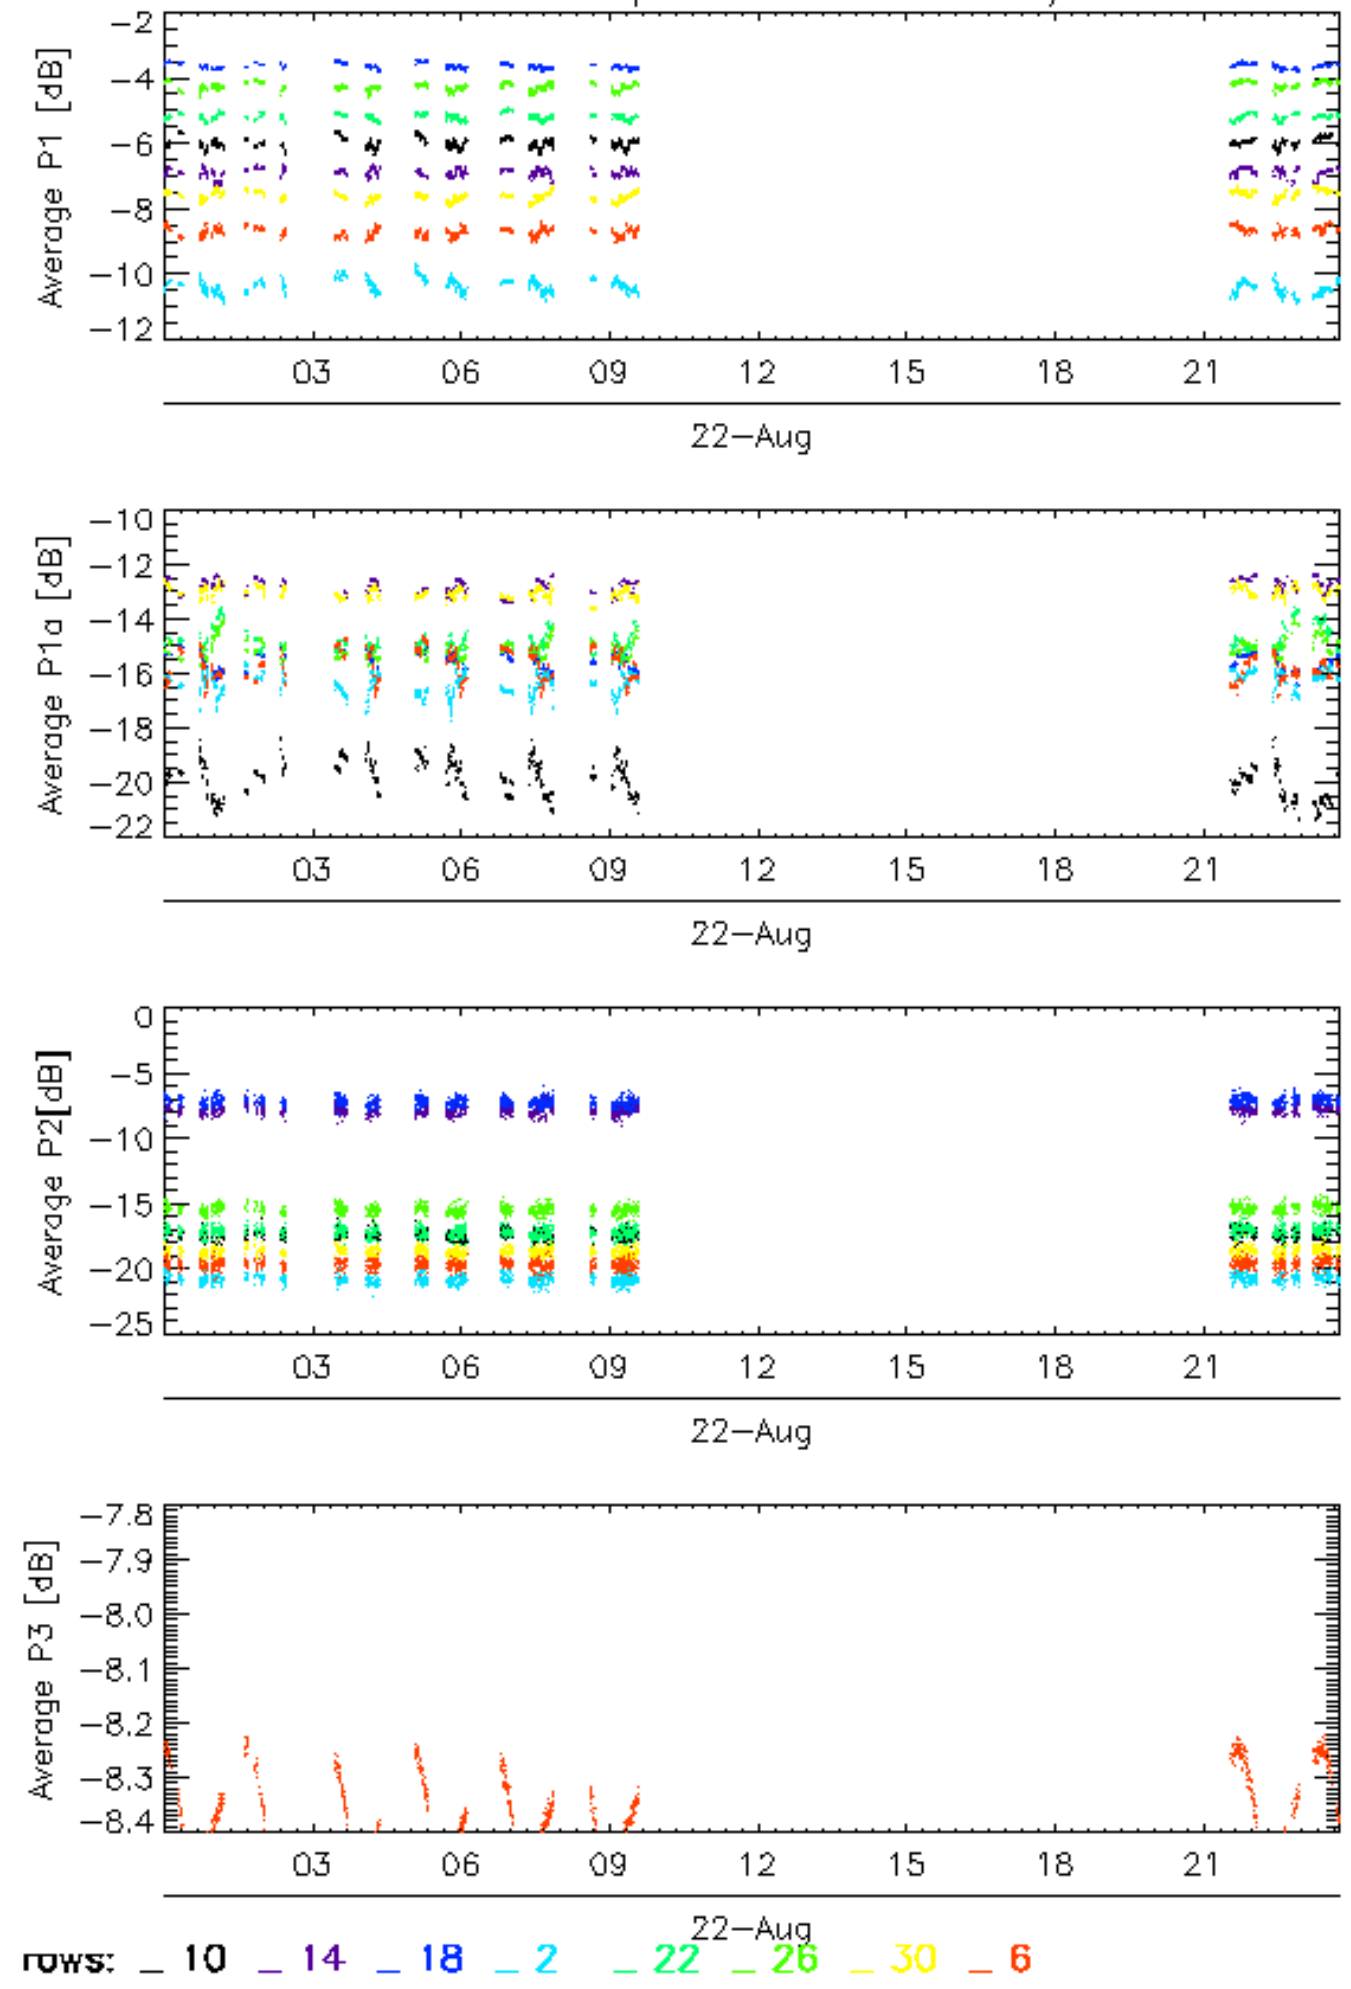 Average P1 [dB]
−2
−4
−6
−8
−10
−12
03 06 09 12 15 18 21
22−Aug
Average P1a [dB]
−10
−12
−14
−16
−18
−20
−22
03 06 09 12 15 18 21
22−Aug
Average P2[dB]
0
−5
−10
−15
−20
−25
03 06 09 12 15 18 21
22−Aug
Average P3 [dB]
−7.8
−7.9
−8.0
−8.1
−8.2
−8.3
−8.4
03 06 09 12 15 18 21
22−Aug
rows: _ 10 _ 14 _ 18 _ 2 _ 22 _ 26 _ 30 _ 6